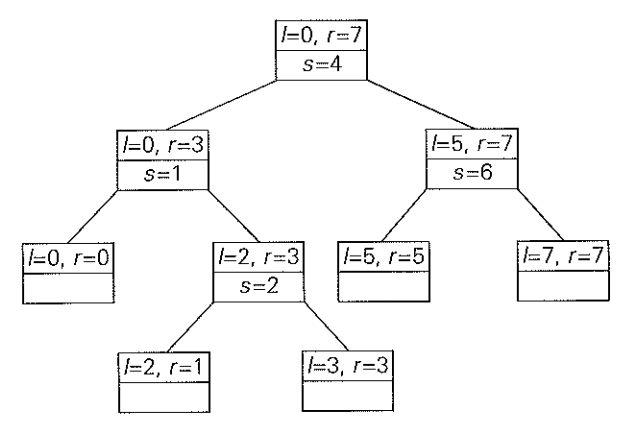 l=0, r=7
s=4
l=0, r=3
s=1
l=5, r=7
s=6
l=0, r=0
l=2, r=3
s=2
l=5, r=5
l=7, r=7
l=2, r=1
l=3, r=3